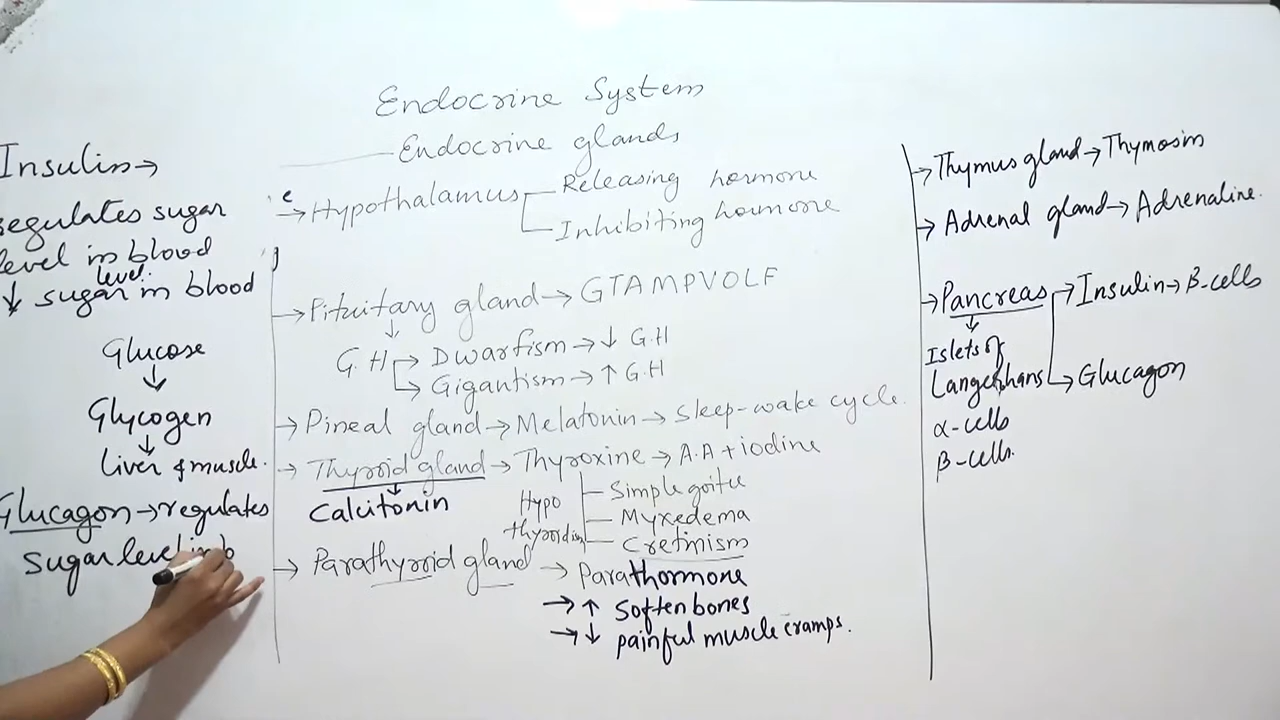 Endocrine System
Endocrine glands
Insulin→
regulates sugar
level in blood
level.
↓ sugar in blood
Glucose
↓
Glycogen
↓
Liver & muscle.
Glucagon→regulates
sugar level in b
→Hypothalamus
Releasing hormone
Inhibiting hormone
→Pituitary gland→GTAMPVOLF
↓
G.H → Dwarfism→↓ G.H
→ Gigantism→↑ G.H
→Pineal gland→Melatonin→Sleep-wake cycle.
→Thyroid gland→Thyroxine→A.A+iodine
↓
Calcitonin
Hypo
thyroidism
Simple goitre
Myxedema
Cretinism
→Parathyroid gland→Parathormone
→↑ Soften bones
→↓ painful muscle cramps.
→Thymus gland→Thymosin
→Adrenal gland→Adrenaline.
→Pancreas→Insulin→β-cells
↓
Islets of
Langerhans→Glucagon
α-cells
β-cells.